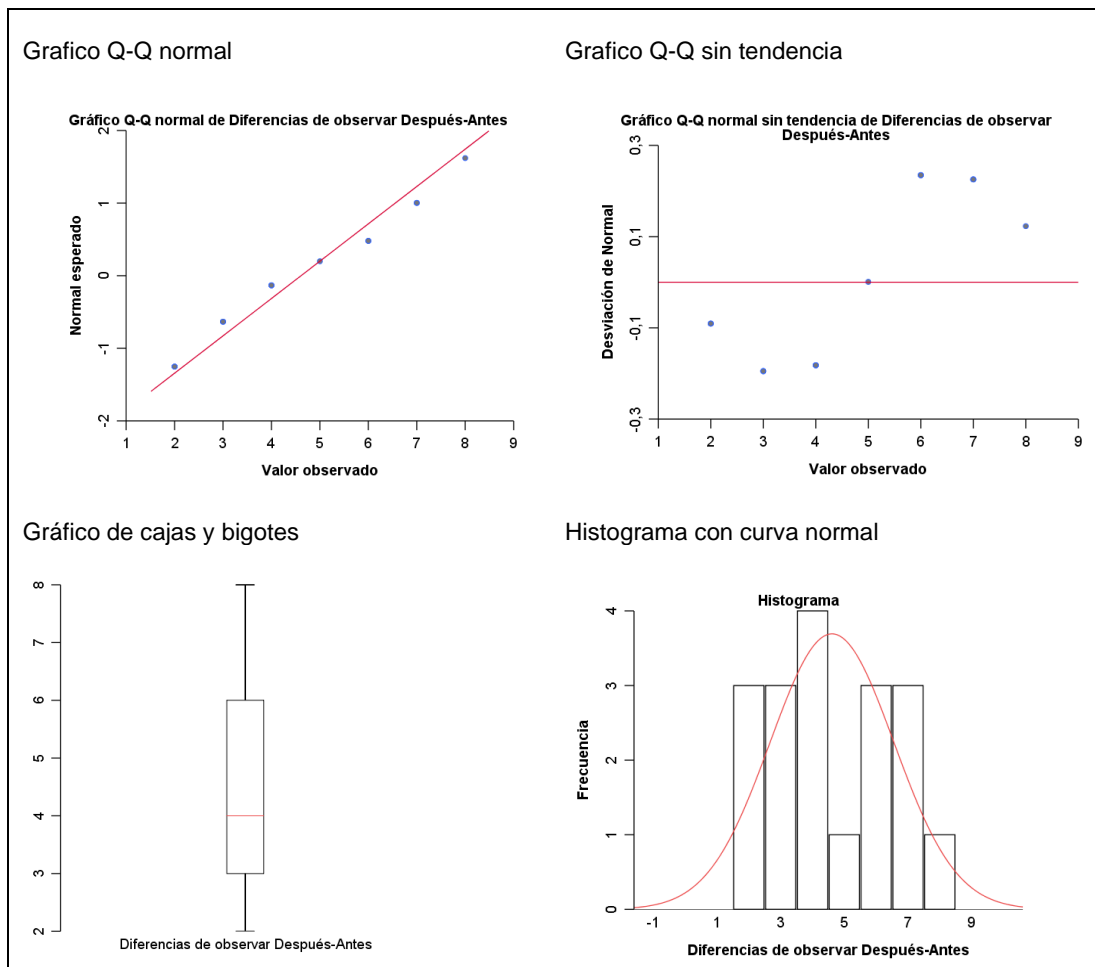 Grafico Q-Q normal
Grafico Q-Q sin tendencia
Gráfico Q-Q normal de Diferencias de observar Después-Antes
2
1
0
-1
-2
Normal esperado
1 2 3 4 5 6 7 8 9
Valor observado
Gráfico Q-Q normal sin tendencia de Diferencias de observar
Después-Antes
0,3
0,1
-0,1
-0,3
Desviación de Normal
1 2 3 4 5 6 7 8 9
Valor observado
Gráfico de cajas y bigotes
Histograma con curva normal
8
7
6
5
4
3
2
Diferencias de observar Después-Antes
Histograma
4
3
2
1
0
Frecuencia
-1 1 3 5 7 9
Diferencias de observar Después-Antes